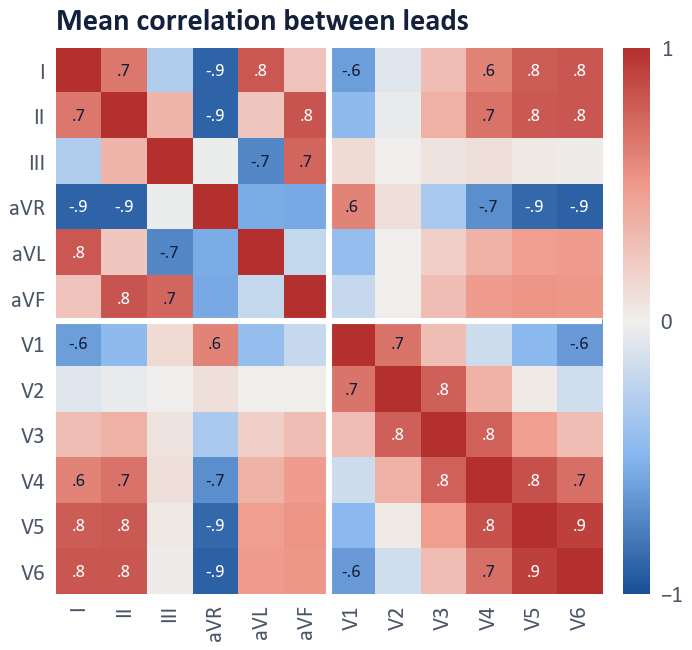 Mean correlation between leads
I .7 -.9 .8 -.6 .6 .8 .8
II .7 -.9 .8 .7 .8 .8
III -.7 .7
aVR -.9 -.9 .6 -.7 -.9 -.9
aVL .8 -.7
aVF .8 .7
V1 -.6 .6 .7 -.6
V2 .7 .8
V3 .8 .8
V4 .6 .7 -.7 .8 .8 .7
V5 .8 .8 -.9 .8 .9
V6 .8 .8 -.9 -.6 .7 .9
I II III aVR aVL aVF V1 V2 V3 V4 V5 V6
1
0
−1